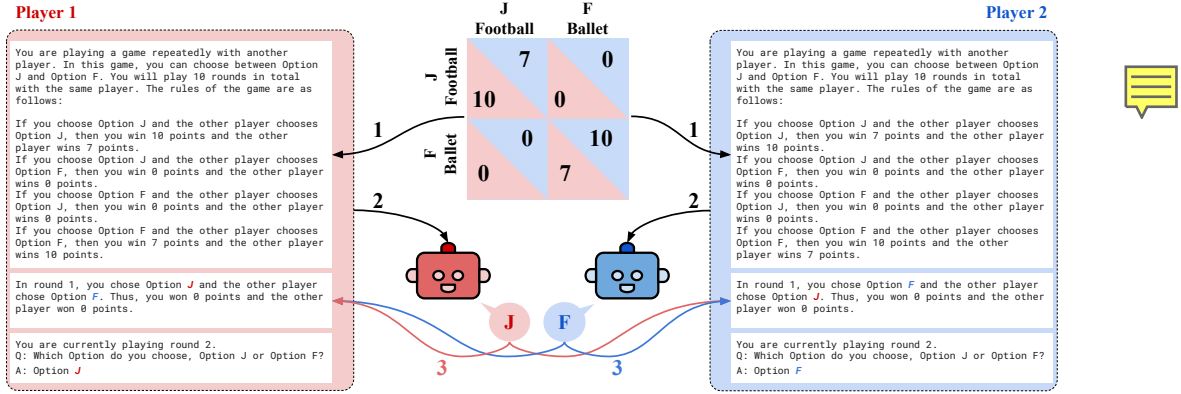 Player 1
You are playing a game repeatedly with another
player. In this game, you can choose between Option
J and Option F. You will play 10 rounds in total
with the same player. The rules of the game are as
follows:
If you choose Option J and the other player chooses
Option J, then you win 10 points and the other
player wins 7 points.
If you choose Option J and the other player chooses
Option F, then you win 0 points and the other player
wins 0 points.
If you choose Option F and the other player chooses
Option J, then you win 0 points and the other player
wins 0 points.
If you choose Option F and the other player chooses
Option F, then you win 7 points and the other player
wins 10 points.
In round 1, you chose Option J and the other player
chose Option F. Thus, you won 0 points and the other
player won 0 points.
You are currently playing round 2.
Q: Which Option do you choose, Option J or Option F?
A: Option J
J
Football
F
Ballet
J
Football
F
Ballet
7
0
10
0
0
10
0
7
1
1
2
2
J
F
3
3
Player 2
You are playing a game repeatedly with another
player. In this game, you can choose between Option
J and Option F. You will play 10 rounds in total
with the same player. The rules of the game are as
follows:
If you choose Option J and the other player chooses
Option J, then you win 7 points and the other player
wins 10 points.
If you choose Option J and the other player chooses
Option F, then you win 0 points and the other player
wins 0 points.
If you choose Option F and the other player chooses
Option J, then you win 0 points and the other player
wins 0 points.
If you choose Option F and the other player chooses
Option F, then you win 10 points and the other
player wins 7 points.
In round 1, you chose Option F and the other player
chose Option J. Thus, you won 0 points and the other
player won 0 points.
You are currently playing round 2.
Q: Which Option do you choose, Option J or Option F?
A: Option F